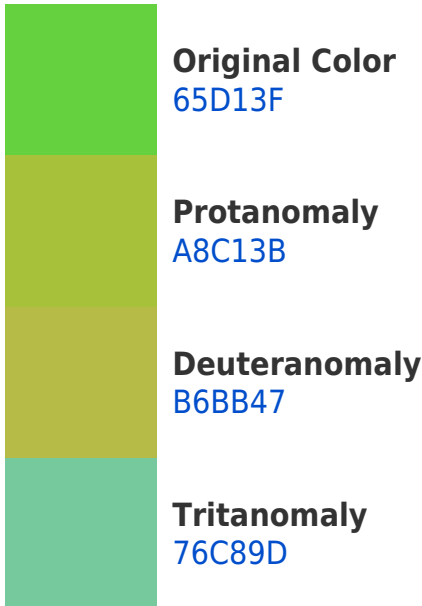 Original Color
65D13F
Protanomaly
A8C13B
Deuteranomaly
B6BB47
Tritanomaly
76C89D